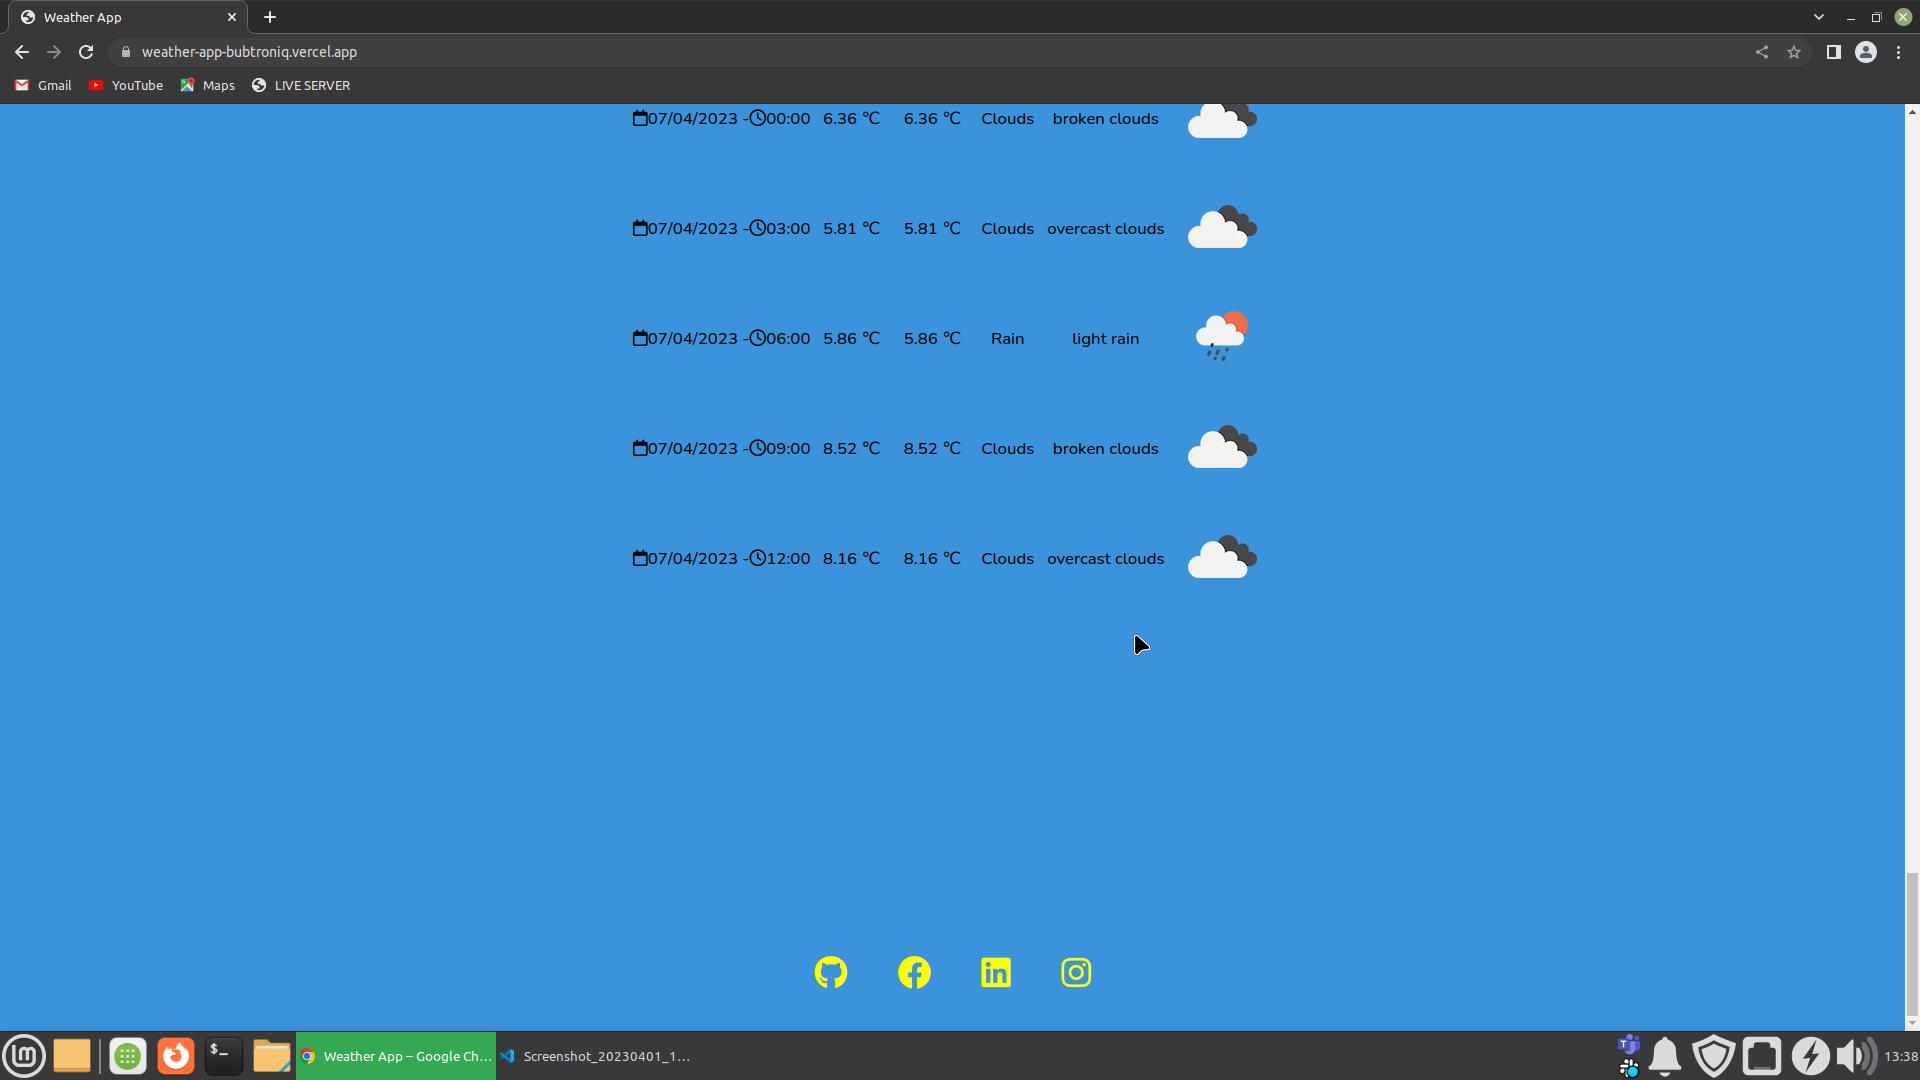 Weather App
weather-app-bubtroniq.vercel.app
Gmail YouTube Maps LIVE SERVER
07/04/2023 - 00:00 6.36 ℃ 6.36 ℃ Clouds broken clouds
07/04/2023 - 03:00 5.81 ℃ 5.81 ℃ Clouds overcast clouds
07/04/2023 - 06:00 5.86 ℃ 5.86 ℃ Rain light rain
07/04/2023 - 09:00 8.52 ℃ 8.52 ℃ Clouds broken clouds
07/04/2023 - 12:00 8.16 ℃ 8.16 ℃ Clouds overcast clouds
Weather App – Google Ch... Screenshot_20230401_1... 13:38